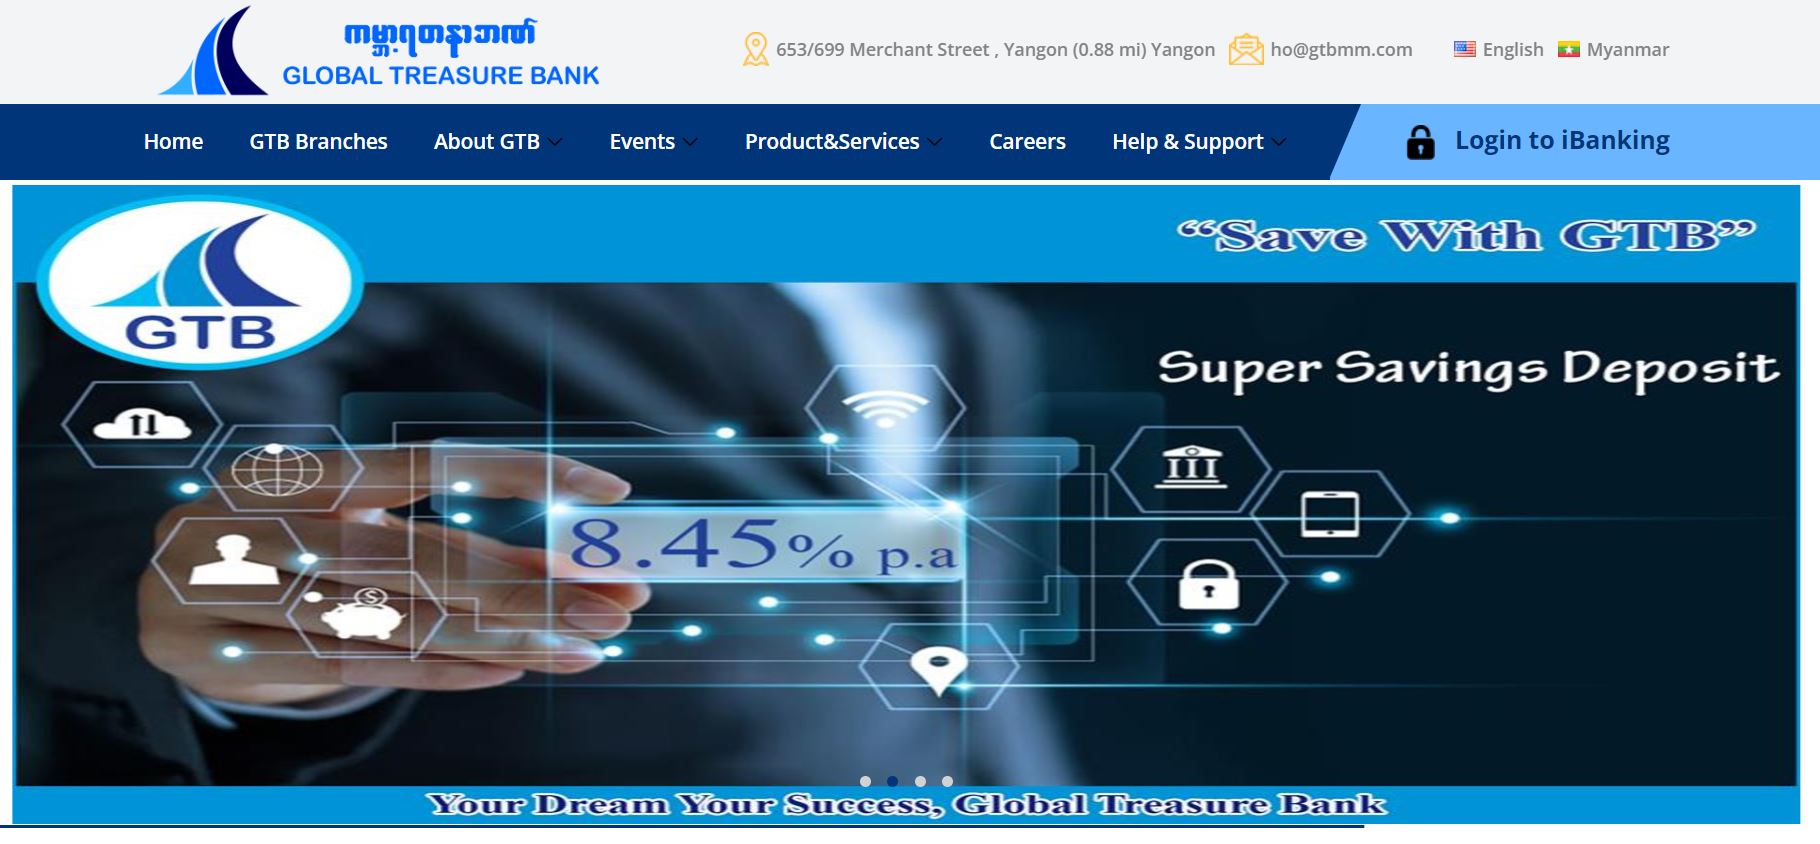 ကမ္ဘာ့ရတနာဘဏ်
GLOBAL TREASURE BANK
653/699 Merchant Street , Yangon (0.88 mi) Yangon
ho@gtbmm.com
English
Myanmar
Home
GTB Branches
About GTB
Events
Product&Services
Careers
Help & Support
Login to iBanking
“Save With GTB”
GTB
Super Savings Deposit
8.45% p.a
Your Dream Your Success, Global Treasure Bank